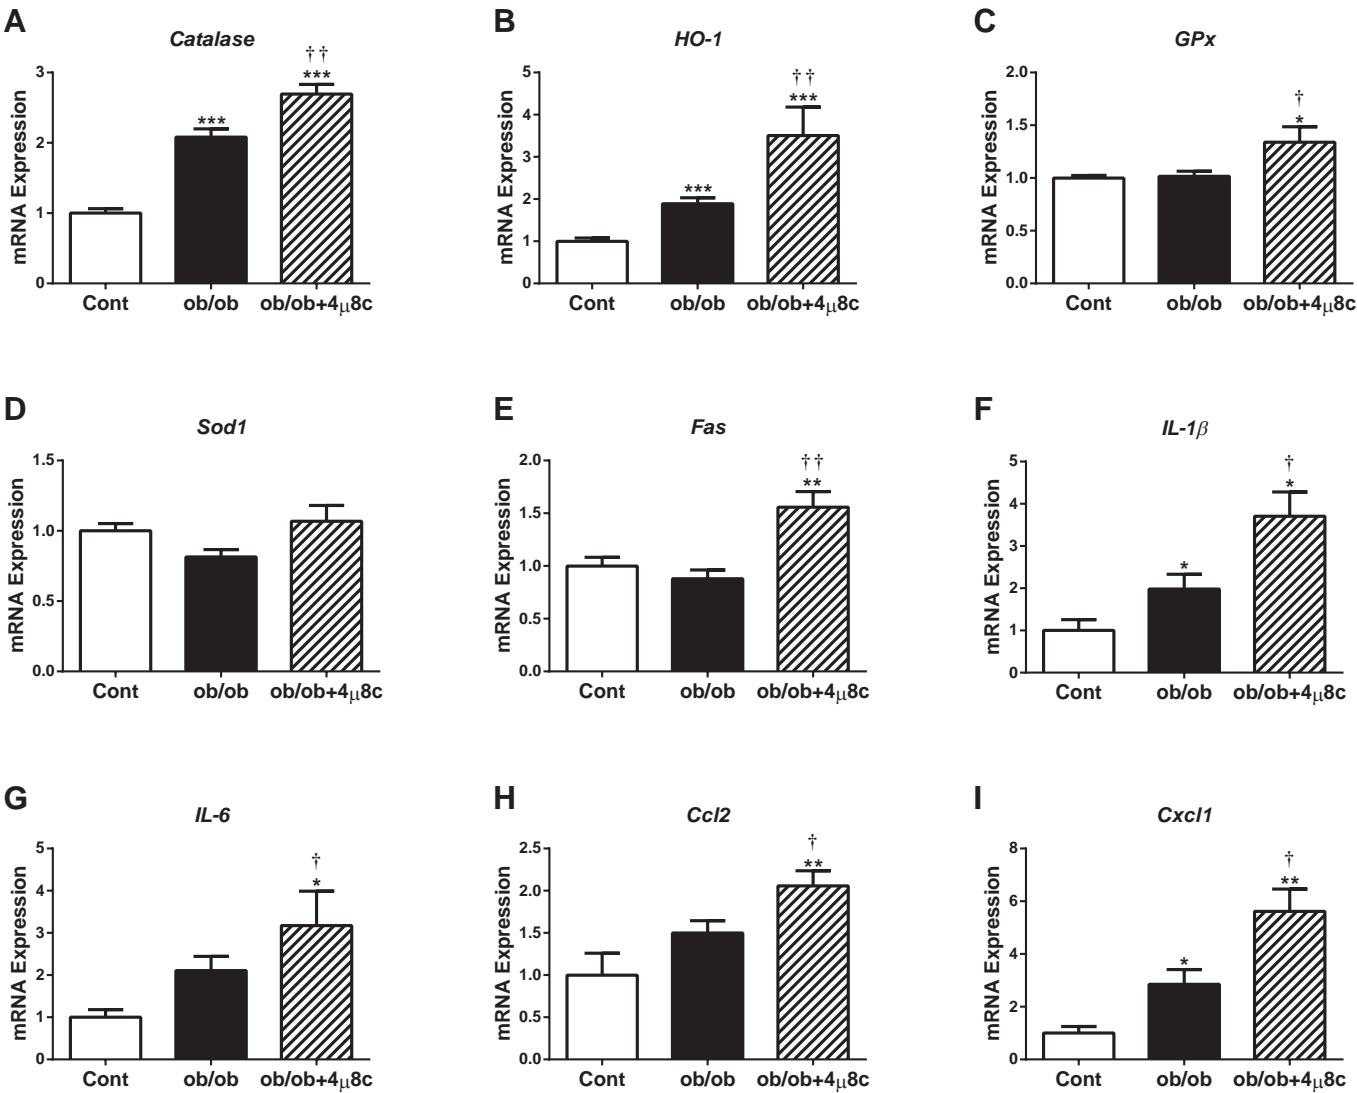 A
Catalase
††
***
***
mRNA Expression
3
2
1
0
Cont ob/ob ob/ob+4μ8c
B
HO-1
††
***
***
mRNA Expression
5
4
3
2
1
0
Cont ob/ob ob/ob+4μ8c
C
GPx
†
*
mRNA Expression
2.0
1.5
1.0
0.5
0.0
Cont ob/ob ob/ob+4μ8c
D
Sod1
mRNA Expression
1.5
1.0
0.5
0.0
Cont ob/ob ob/ob+4μ8c
E
Fas
††
**
mRNA Expression
2.0
1.5
1.0
0.5
0.0
Cont ob/ob ob/ob+4μ8c
F
IL-1β
†
*
*
mRNA Expression
5
4
3
2
1
0
Cont ob/ob ob/ob+4μ8c
G
IL-6
†
*
mRNA Expression
5
4
3
2
1
0
Cont ob/ob ob/ob+4μ8c
H
Ccl2
†
**
mRNA Expression
2.5
2.0
1.5
1.0
0.5
0.0
Cont ob/ob ob/ob+4μ8c
I
Cxcl1
†
**
*
mRNA Expression
8
6
4
2
0
Cont ob/ob ob/ob+4μ8c